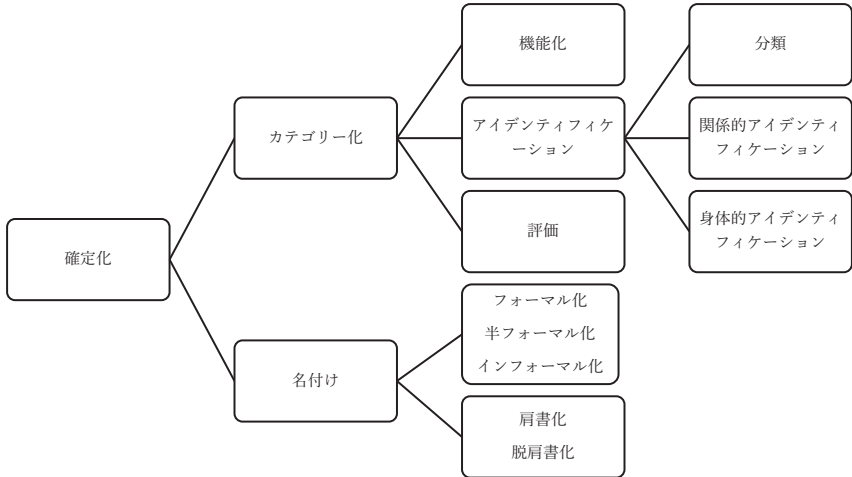 機能化
分類
カテゴリー化
アイデンティフィケ
ーション
関係的アイデンティ
フィケーション
評価
身体的アイデンティ
フィケーション
確定化
名付け
フォーマル化
半フォーマル化
インフォーマル化
肩書化
脱肩書化